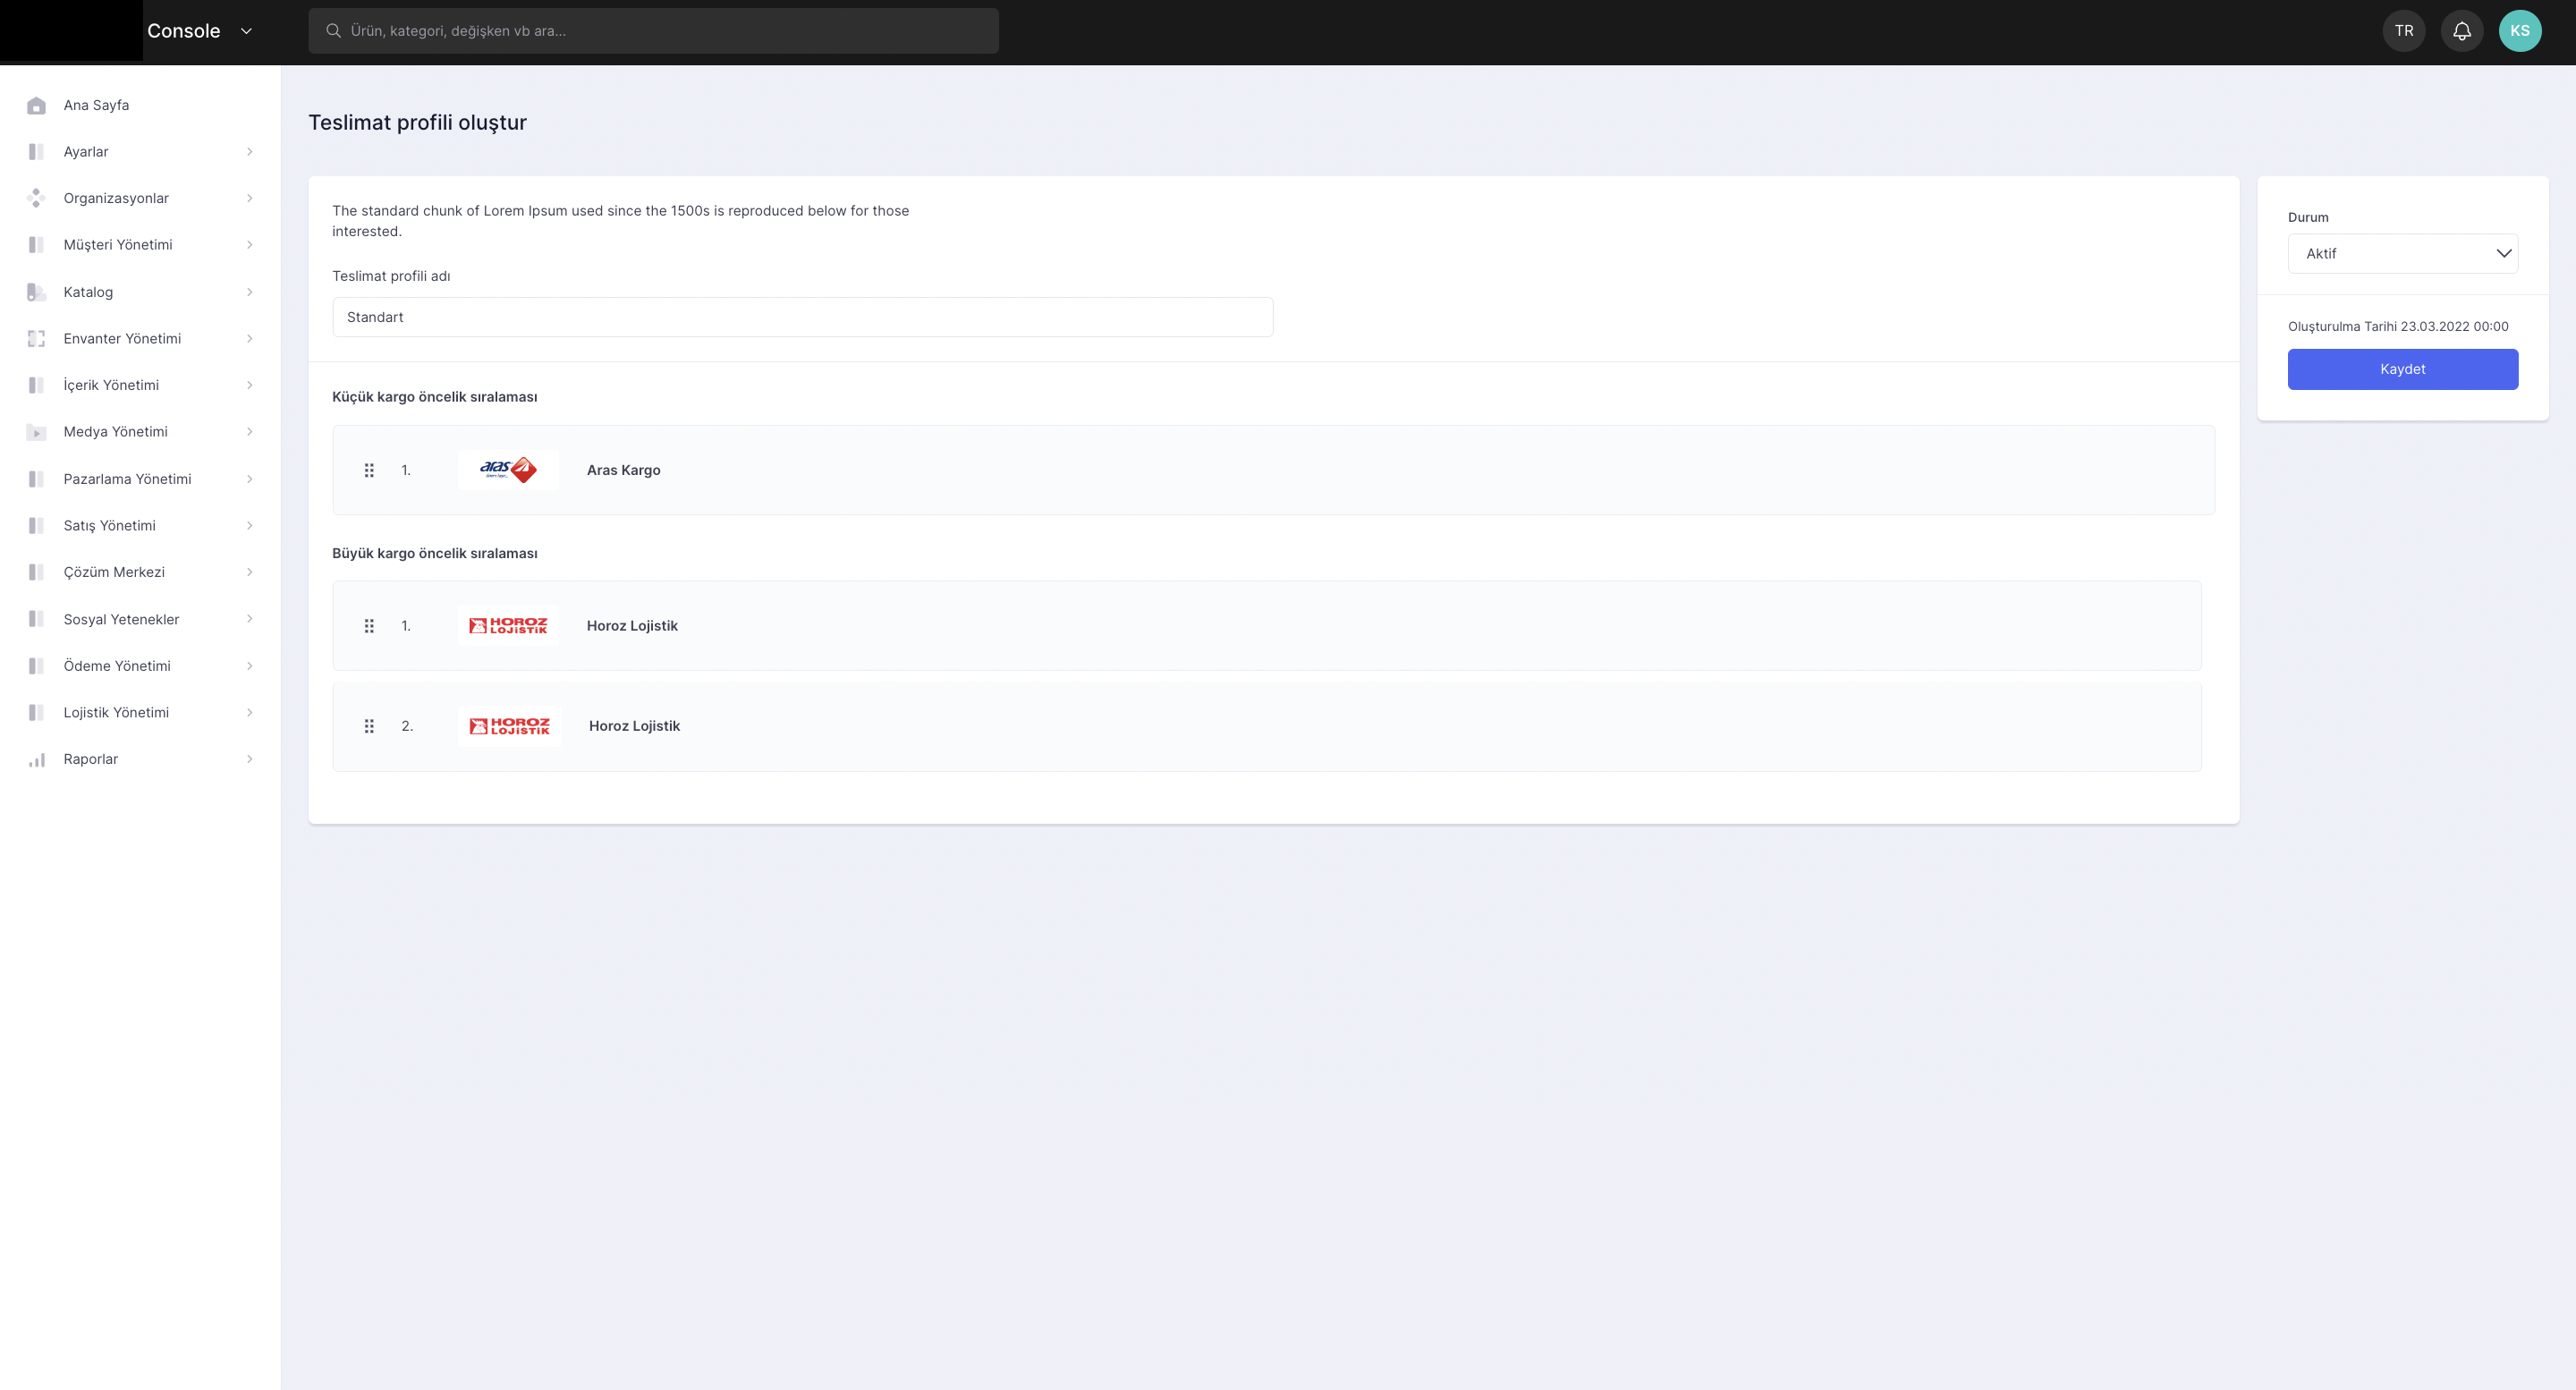 Console
Ürün, kategori, değişken vb ara...
TR
KS
Ana Sayfa
Ayarlar
Organizasyonlar
Müşteri Yönetimi
Katalog
Envanter Yönetimi
İçerik Yönetimi
Medya Yönetimi
Pazarlama Yönetimi
Satış Yönetimi
Çözüm Merkezi
Sosyal Yetenekler
Ödeme Yönetimi
Lojistik Yönetimi
Raporlar
Teslimat profili oluştur
The standard chunk of Lorem Ipsum used since the 1500s is reproduced below for those
interested.
Teslimat profili adı
Standart
Küçük kargo öncelik sıralaması
1.
aras
Aras Kargo
Büyük kargo öncelik sıralaması
1.
HOROZ
LOJİSTİK
Horoz Lojistik
2.
HOROZ
LOJİSTİK
Horoz Lojistik
Durum
Aktif
Oluşturulma Tarihi 23.03.2022 00:00
Kaydet